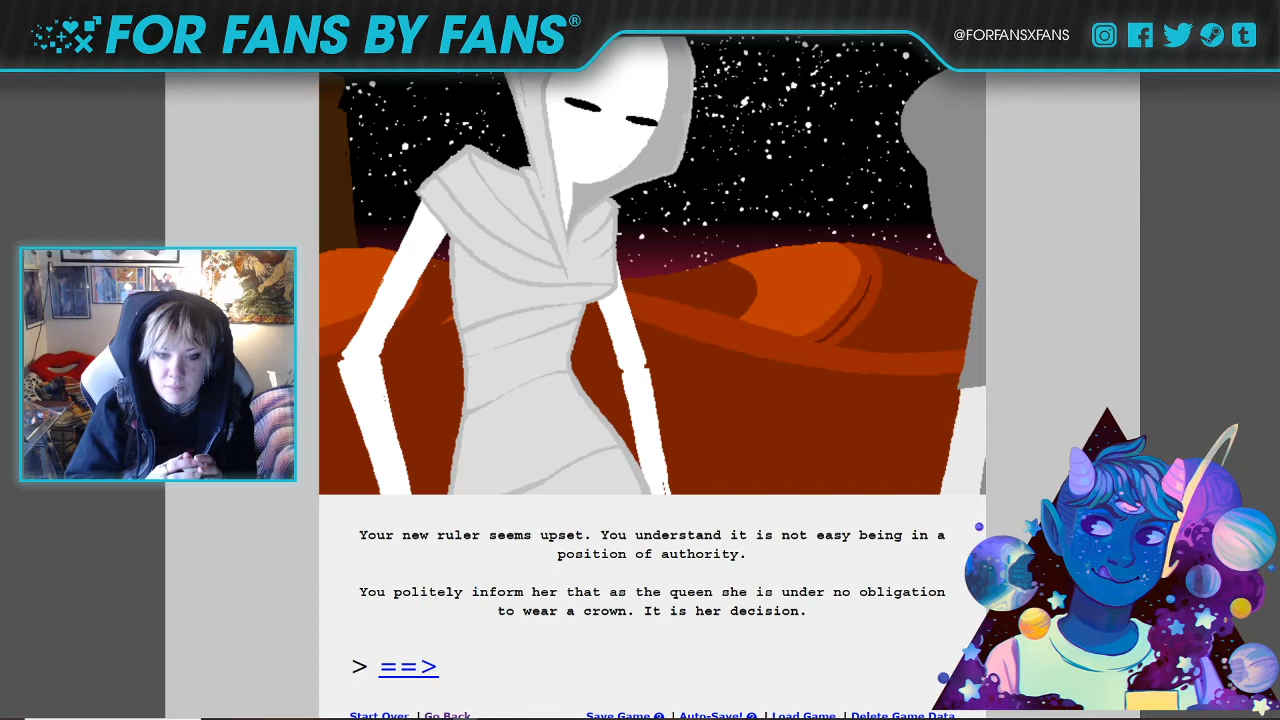 FOR FANS BY FANS®
@FORFANSXFANS
Your new ruler seems upset. You understand it is not easy being in a
position of authority.
You politely inform her that as the queen she is under no obligation
to wear a crown. It is her decision.
> ==>
Start Over | Go Back
Save Game ? | Auto-Save! ? | Load Game | Delete Game Data